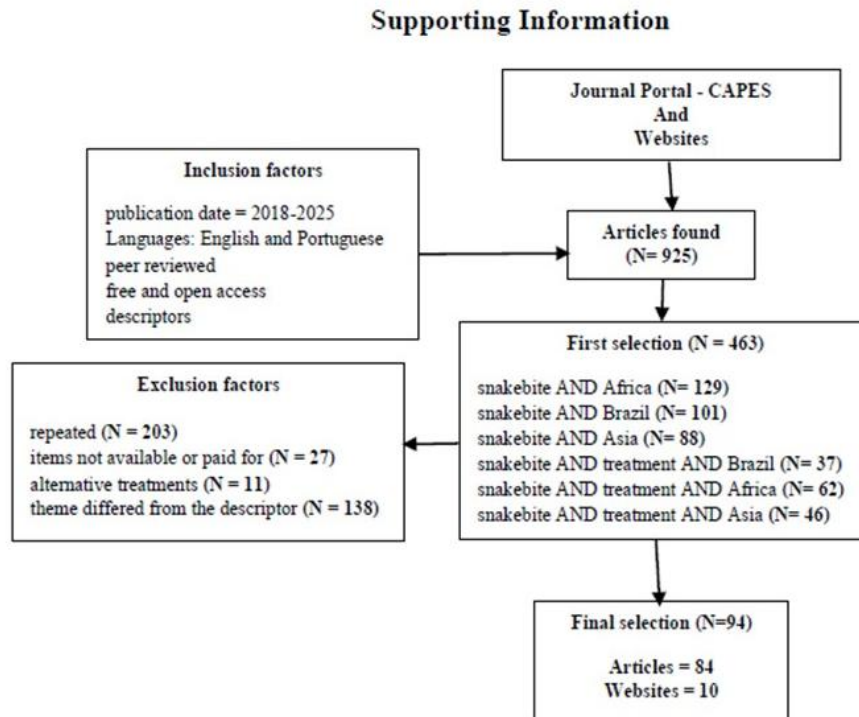 Supporting Information
Journal Portal - CAPES
And
Websites
Inclusion factors
publication date = 2018-2025
Languages: English and Portuguese
peer reviewed
free and open access
descriptors
Articles found
(N= 925)
First selection (N = 463)
snakebite AND Africa (N= 129)
snakebite AND Brazil (N= 101)
snakebite AND Asia (N= 88)
snakebite AND treatment AND Brazil (N= 37)
snakebite AND treatment AND Africa (N= 62)
snakebite AND treatment AND Asia (N= 46)
Exclusion factors
repeated (N = 203)
items not available or paid for (N = 27)
alternative treatments (N = 11)
theme differed from the descriptor (N = 138)
Final selection (N=94)
Articles = 84
Websites = 10